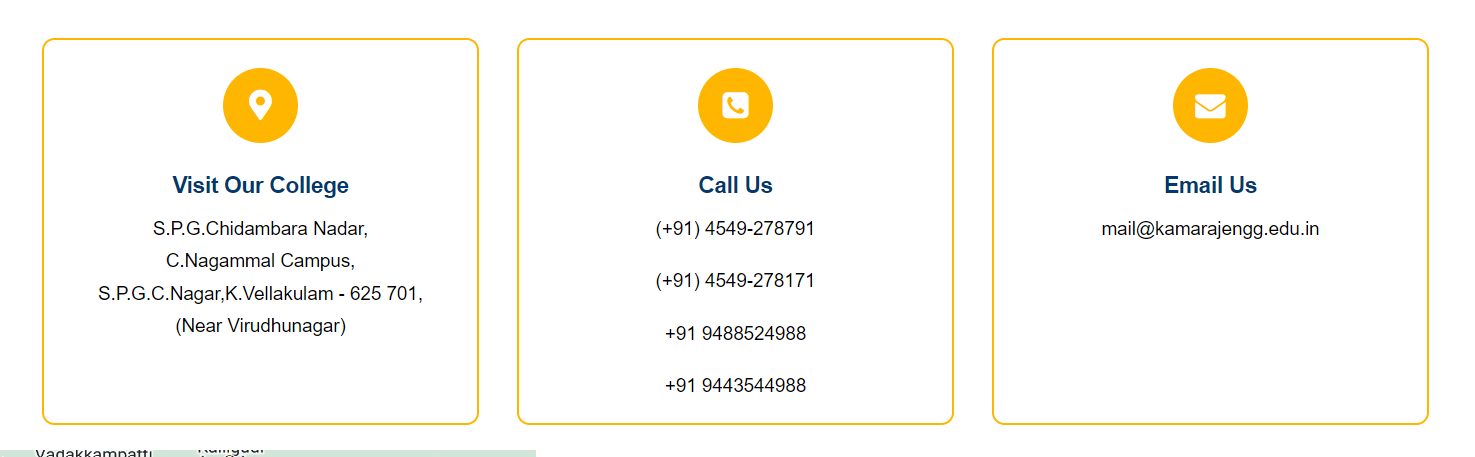 Visit Our College
S.P.G.Chidambara Nadar,
C.Nagammal Campus,
S.P.G.C.Nagar,K.Vellakulam - 625 701,
(Near Virudhunagar)
Call Us
(+91) 4549-278791
(+91) 4549-278171
+91 9488524988
+91 9443544988
Email Us
mail@kamarajengg.edu.in
Vadakkampatti